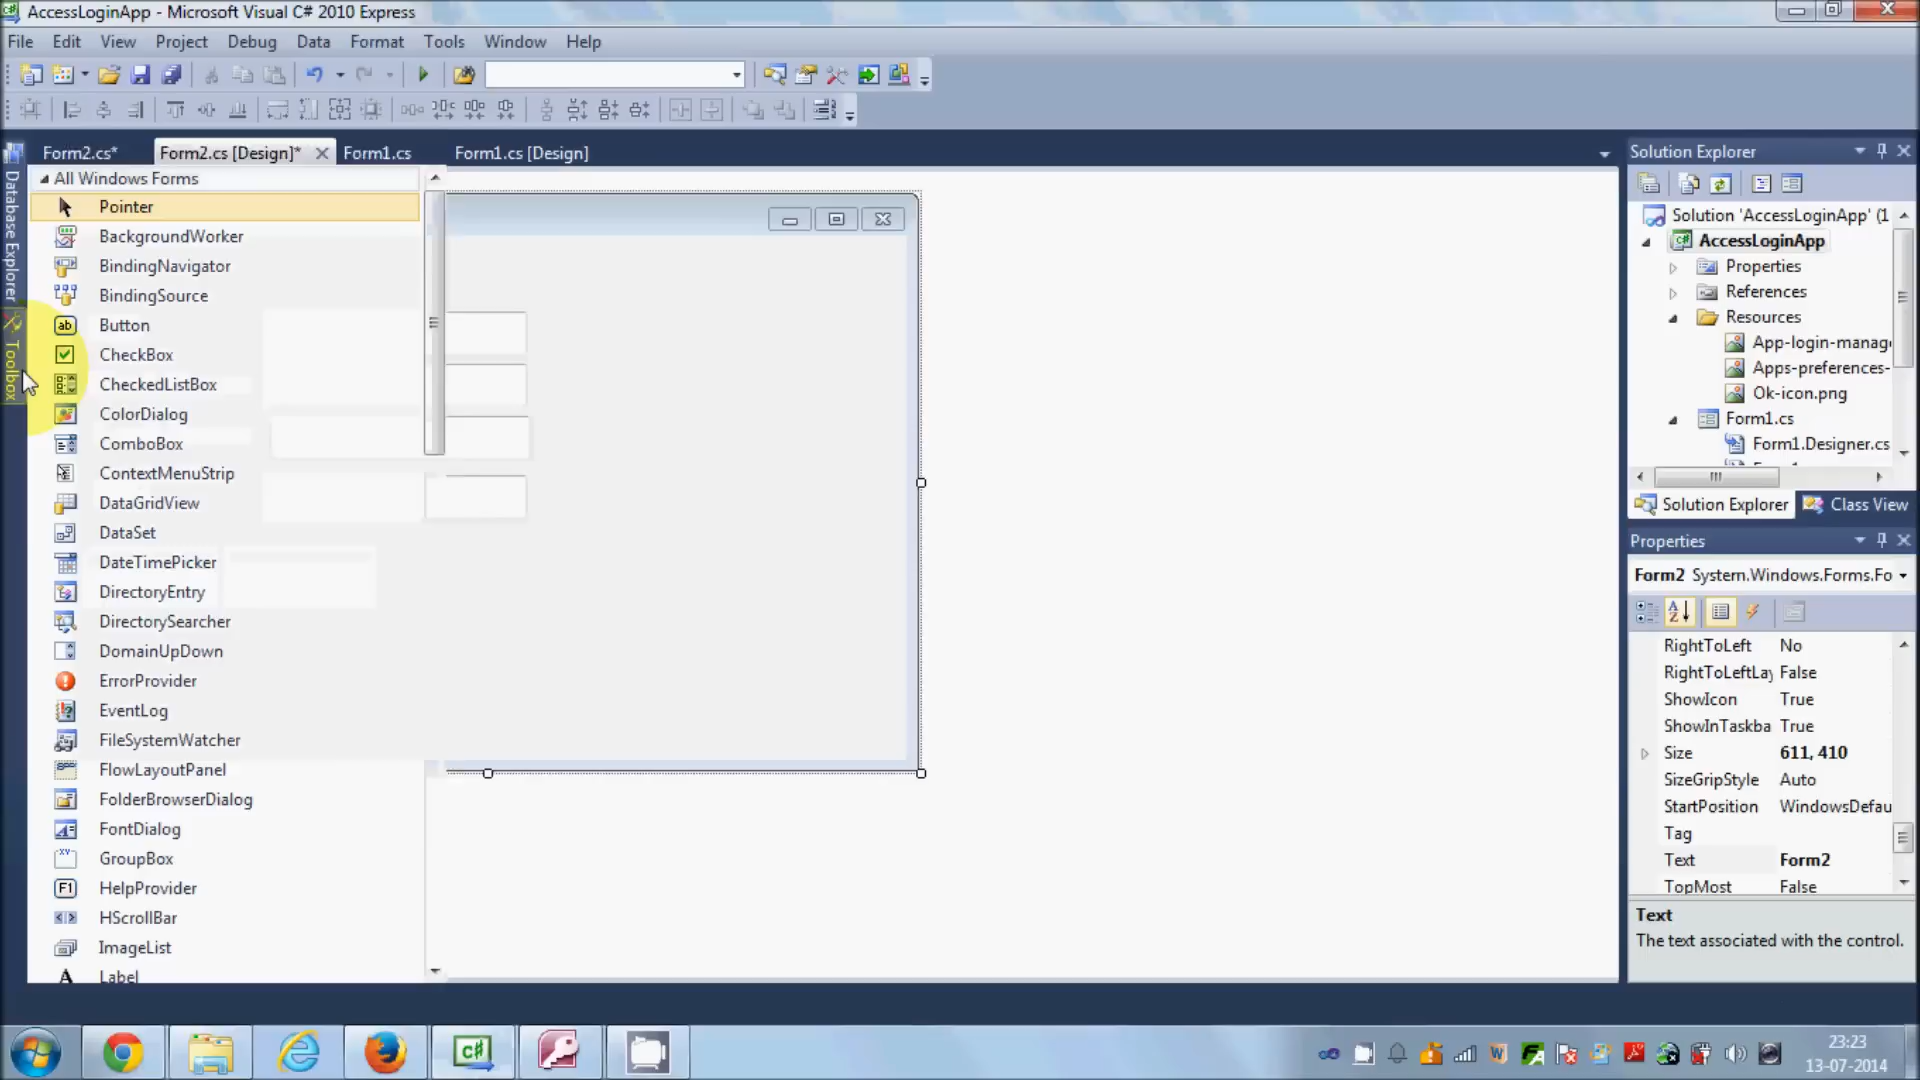 AccessLoginApp - Microsoft Visual C# 2010 Express
File Edit View Project Debug Data Format Tools Window Help
Form2.cs* Form2.cs [Design]* Form1.cs Form1.cs [Design]
Database Explorer
Toolbox
All Windows Forms
Pointer
BackgroundWorker
BindingNavigator
BindingSource
Button
CheckBox
CheckedListBox
ColorDialog
ComboBox
ContextMenuStrip
DataGridView
DataSet
DateTimePicker
DirectoryEntry
DirectorySearcher
DomainUpDown
ErrorProvider
EventLog
FileSystemWatcher
FlowLayoutPanel
FolderBrowserDialog
FontDialog
GroupBox
HelpProvider
HScrollBar
ImageList
Label
Solution Explorer
Solution 'AccessLoginApp' (1
AccessLoginApp
Properties
References
Resources
App-login-manag
Apps-preferences-
Ok-icon.png
Form1.cs
Form1.Designer.cs
Solution Explorer Class View
Properties
Form2 System.Windows.Forms.Fo
RightToLeft No
RightToLeftLay False
ShowIcon True
ShowInTaskba True
Size 611, 410
SizeGripStyle Auto
StartPosition WindowsDefau
Tag
Text Form2
TopMost False
Text
The text associated with the control.
23:23
13-07-2014